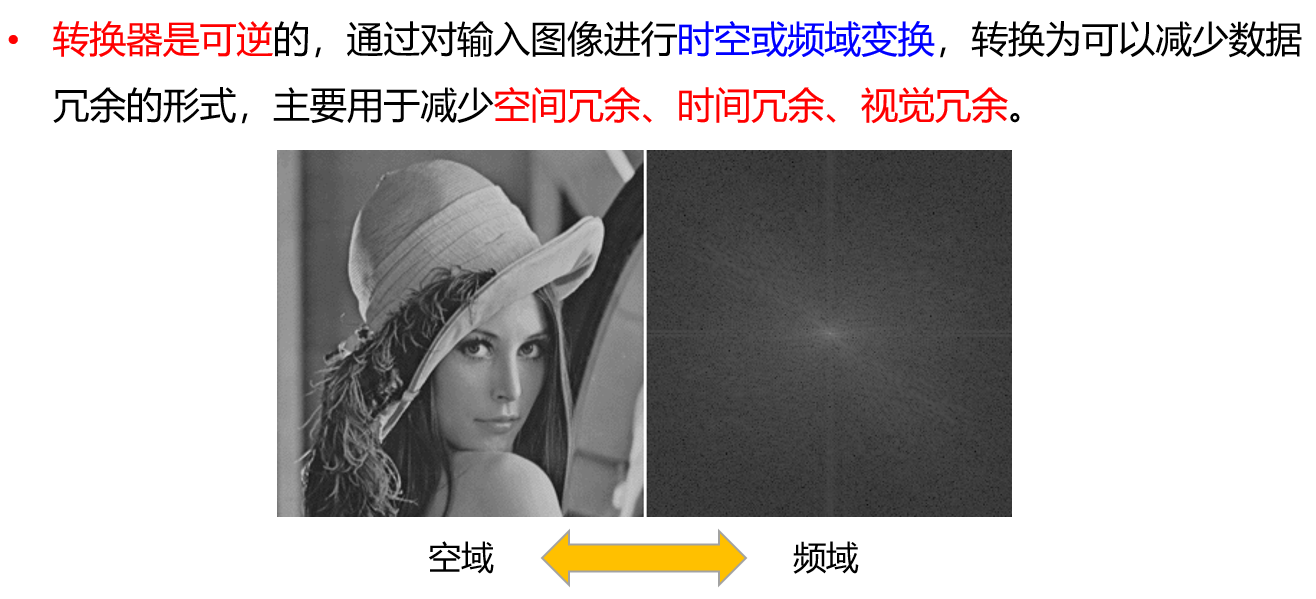 • 转换器是可逆的，通过对输入图像进行时空或频域变换，转换为可以减少数据
冗余的形式，主要用于减少空间冗余、时间冗余、视觉冗余。
空域 频域